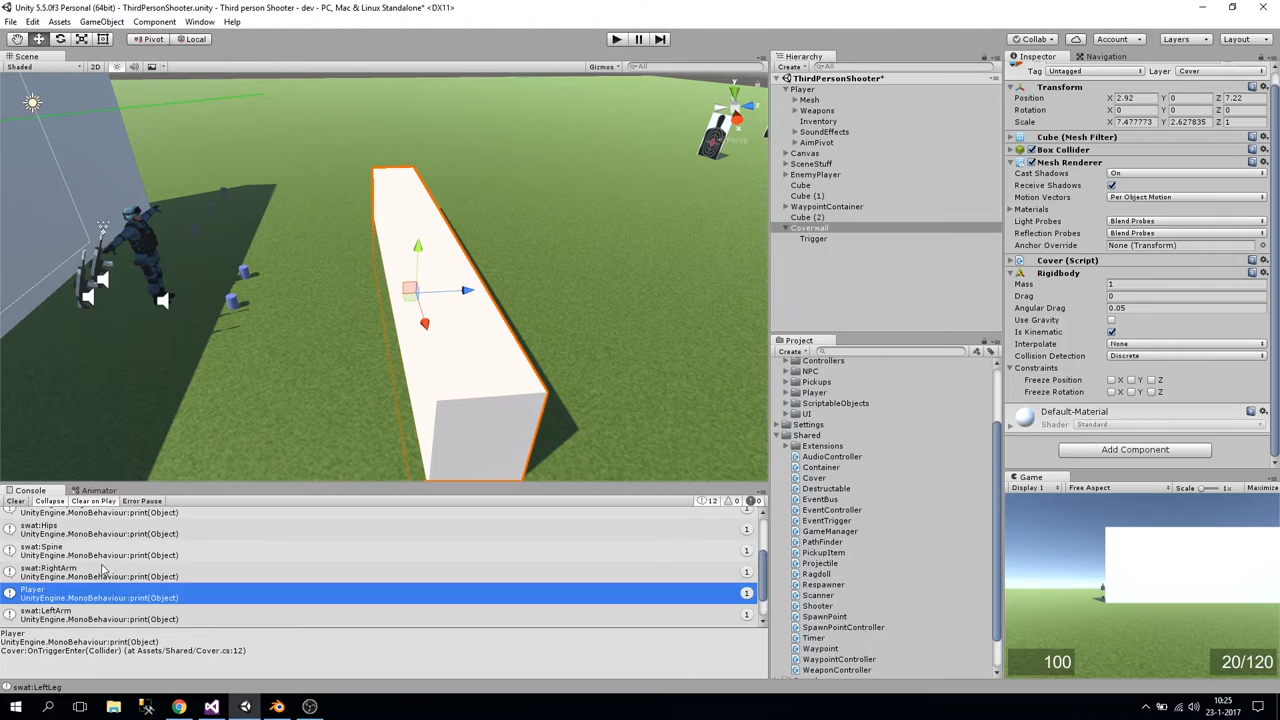 Unity 5.5.0f3 Personal (64bit) - ThirdPersonShooter.unity - Third person Shooter - dev - PC, Mac & Linux Standalone* <DX11>
File Edit Assets GameObject Component Window Help
Pivot Local Collab Account Layers Layout
Scene
Shaded 2D Gizmos All
y
z
x
Persp
Hierarchy
Create All
ThirdPersonShooter*
Player
Mesh
Weapons
Inventory
SoundEffects
AimPivot
Canvas
SceneStuff
EnemyPlayer
Cube
Cube (1)
WaypointContainer
Cube (2)
Coverwall
Trigger
Project
Create
Controllers
NPC
Pickups
Player
ScriptableObjects
UI
Settings
Shared
Extensions
AudioController
Container
Cover
Destructable
EventBus
EventController
EventTrigger
GameManager
PathFinder
PickupItem
Projectile
Ragdoll
Respawner
Scanner
Shooter
SpawnPoint
SpawnPointController
Timer
Waypoint
WaypointController
WeaponController
Inspector Navigation
Tag Untagged Layer Cover
Transform
Position X 2.92 Y 0 Z 7.22
Rotation X 0 Y 0 Z 0
Scale X 7.477773 Y 2.627835 Z 1
Cube (Mesh Filter)
Box Collider
Mesh Renderer
Cast Shadows On
Receive Shadows
Motion Vectors Per Object Motion
Materials
Light Probes Blend Probes
Reflection Probes Blend Probes
Anchor Override None (Transform)
Cover (Script)
Rigidbody
Mass 1
Drag 0
Angular Drag 0.05
Use Gravity
Is Kinematic
Interpolate None
Collision Detection Discrete
Constraints
Freeze Position X Y Z
Freeze Rotation X Y Z
Default-Material
Shader Standard
Add Component
Game
Display 1 Free Aspect Scale 1x Maximize
100 20/120
Console Animator
Clear Collapse Clear on Play Error Pause 12 0 0
UnityEngine.MonoBehaviour:print(Object)
swat:Hips
UnityEngine.MonoBehaviour:print(Object) 1
swat:Spine
UnityEngine.MonoBehaviour:print(Object) 1
swat:RightArm
UnityEngine.MonoBehaviour:print(Object) 1
Player
UnityEngine.MonoBehaviour:print(Object) 1
swat:LeftArm
UnityEngine.MonoBehaviour:print(Object) 1
Player
UnityEngine.MonoBehaviour:print(Object)
Cover:OnTriggerEnter(Collider) (at Assets/Shared/Cover.cs:12)
swat:LeftLeg
10:25
23-1-2017